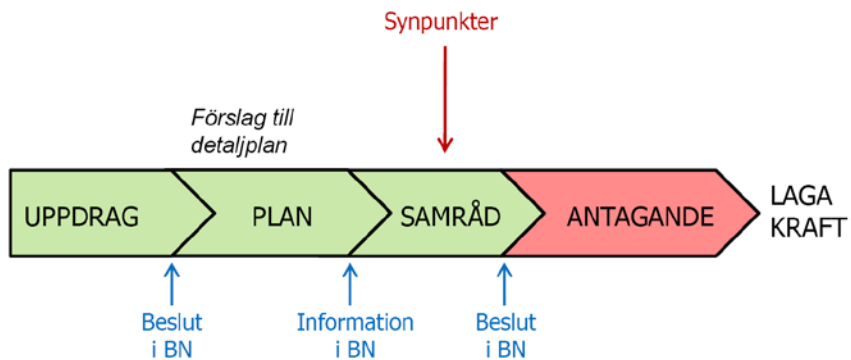 Synpunkter
Förslag till
detaljplan
UPPDRAG
PLAN
SAMRÅD
ANTAGANDE
LAGA
KRAFT
Beslut
i BN
Information
i BN
Beslut
i BN